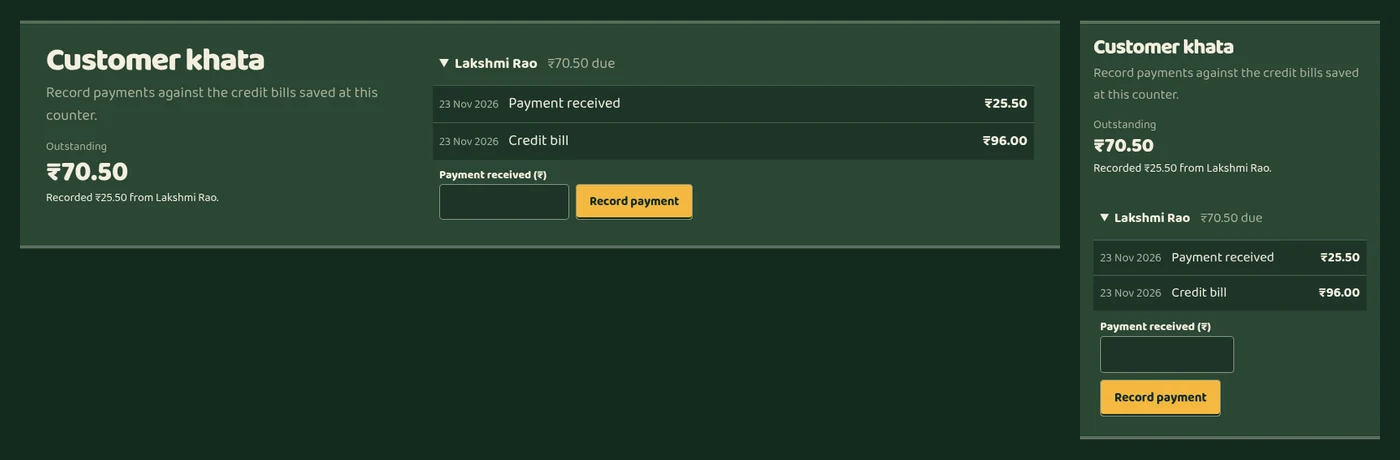 Customer khata
Record payments against the credit bills saved at this
counter.
Outstanding
₹70.50
Recorded ₹25.50 from Lakshmi Rao.
▼ Lakshmi Rao ₹70.50 due
23 Nov 2026 Payment received ₹25.50
23 Nov 2026 Credit bill ₹96.00
Payment received (₹)
Record payment
Customer khata
Record payments against the credit bills saved
at this counter.
Outstanding
₹70.50
Recorded ₹25.50 from Lakshmi Rao.
▼ Lakshmi Rao ₹70.50 due
23 Nov 2026 Payment received ₹25.50
23 Nov 2026 Credit bill ₹96.00
Payment received (₹)
Record payment